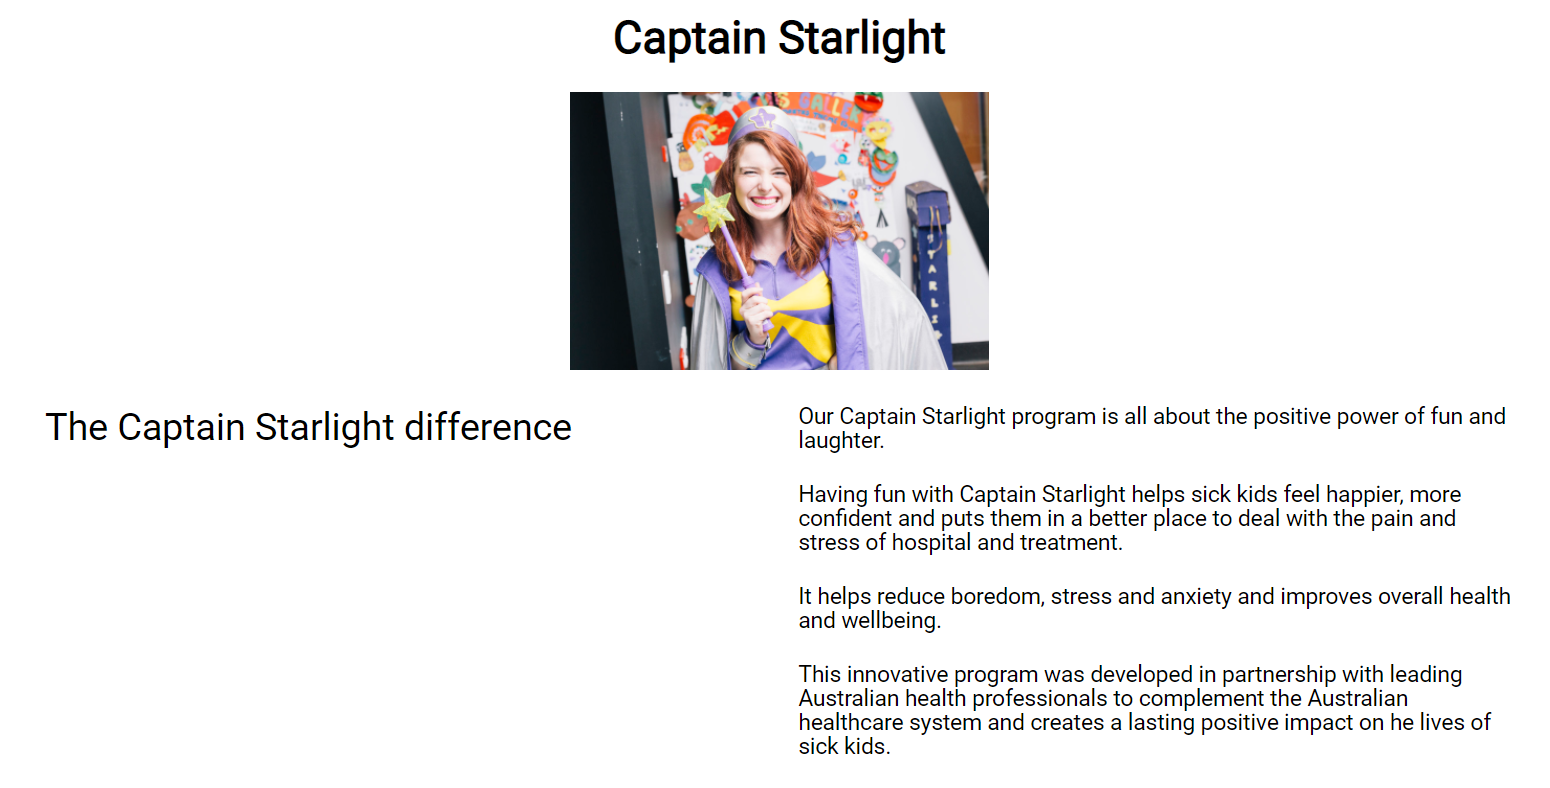 Captain Starlight
GALLE
STARLI
The Captain Starlight difference
Our Captain Starlight program is all about the positive power of fun and
laughter.
Having fun with Captain Starlight helps sick kids feel happier, more
confident and puts them in a better place to deal with the pain and
stress of hospital and treatment.
It helps reduce boredom, stress and anxiety and improves overall health
and wellbeing.
This innovative program was developed in partnership with leading
Australian health professionals to complement the Australian
healthcare system and creates a lasting positive impact on he lives of
sick kids.